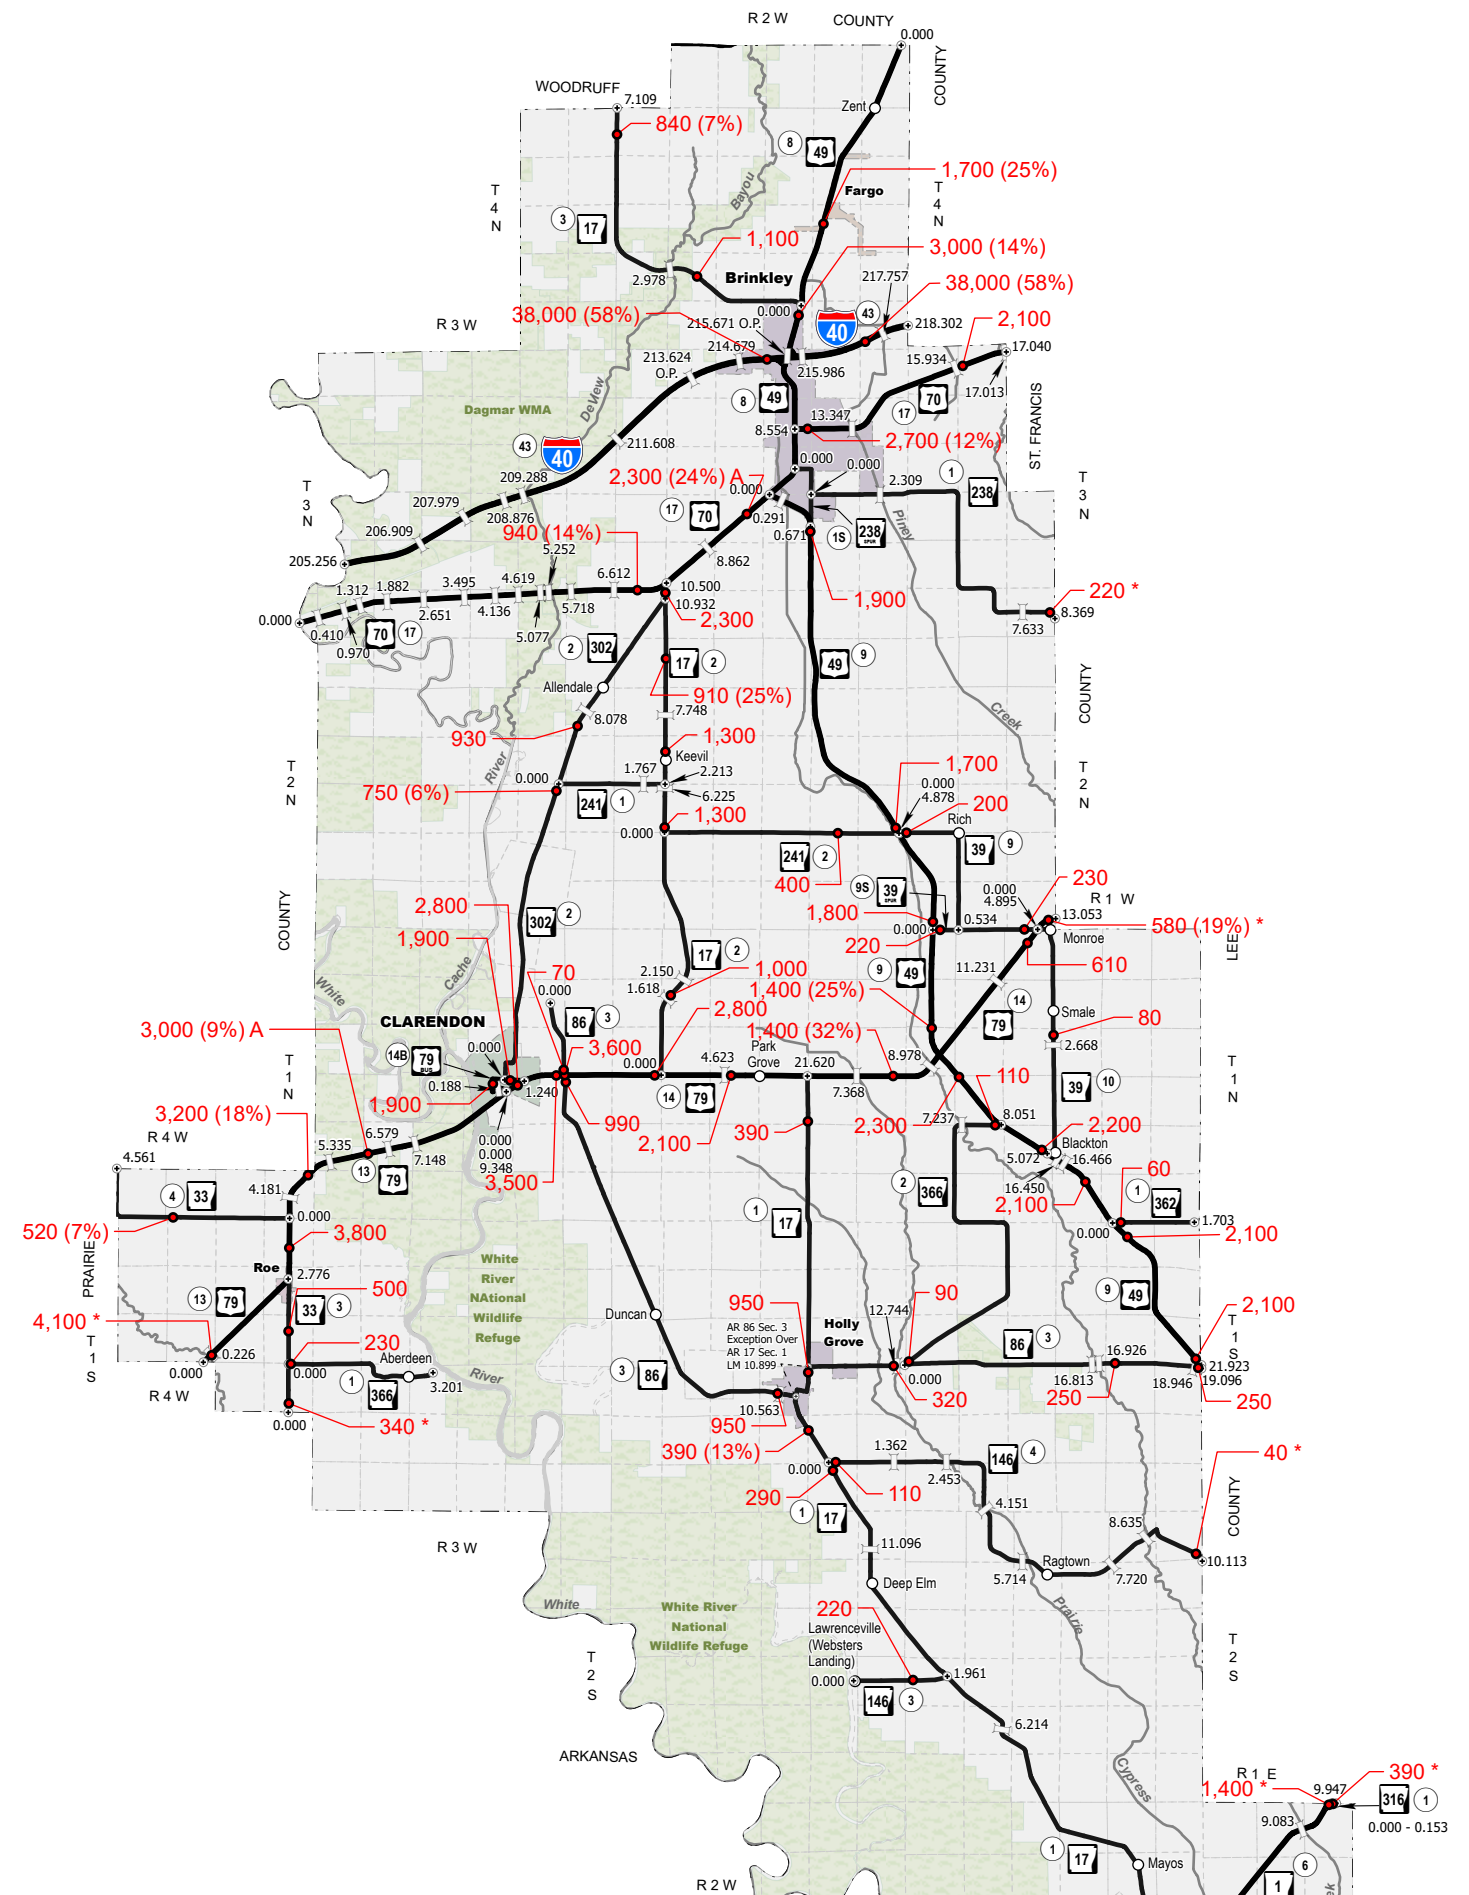 R 2 W
COUNTY
0.000
COUNTY
WOODRUFF
7.109
Zent
840 (7%)
8
49
1,700 (25%)
T
4
N
Bayou
Fargo
T
4
N
3
17
1,100
3,000 (14%)
2.978
Brinkley
217.757
38,000 (58%)
38,000 (58%)
0.000
43
40
215.671 O.P.
218.302
2,100
R 3 W
214.679
213.624
O.P.
215.986
15.934
17.040
17.013
Dagmar WMA
DeView
8
49
17
70
13.347
8.554
2,700 (12%)
ST. FRANCIS
43
40
211.608
0.000
0.000
2,300 (24%) A
209.288
0.000
2.309
1
238
T
3
N
T
3
N
207.979
208.876
17
70
0.291
206.909
940 (14%)
0.671
1S
238
SPUR
Piney
205.256
5.252
8.862
1.312
1.882
3.495
4.619
6.612
10.500
220 *
0.000
0.410
2.651
4.136
5.718
10.932
1,900
8.369
0.970
70
17
5.077
2,300
7.633
2
302
17
2
49
9
COUNTY
Allendale
910 (25%)
Creek
8.078
7.748
930
1,300
River
Keevil
T
2
N
0.000
1.767
2.213
1,700
T
2
N
750 (6%)
241
1
6.225
0.000
4.878
200
1,300
Rich
0.000
241
2
39
9
400
9S
39
SPUR
0.000
4.895
230
R 1 W
COUNTY
2,800
302
2
1,800
0.534
13.053
580 (19%) *
0.000
220
Monroe
LEE
1,900
17
2
9
49
11.231
610
White
Cache
70
2.150
1.618
1,000
0.000
1,400 (25%)
14
79
Smale
80
3,000 (9%) A
CLARENDON
86
3
2,800
1,400 (32%)
2.668
14B
79
BUS
0.000
3,600
0.000
4.623
Park
Grove
21.620
8.978
T
1
N
T
1
N
0.188
1.240
14
79
7.368
39
10
1,900
990
2,100
390
2,300
110
3,200 (18%)
7.237
8.051
2,200
R 4 W
5.335
6.579
7.148
0.000
0.000
9.348
Blackton
5.072
16.466
4.561
13
79
3,500
16.450
60
4
33
4.181
2
366
2,100
1
362
520 (7%)
0.000
1
17
0.000
1.703
3,800
2,100
PRAIRIE
Roe
2.776
White
River
NAtional
Wildlife
Refuge
13
79
500
33
3
9
49
4,100 *
Duncan
950
12.744
90
2,100
AR 86 Sec. 3
Exception Over
AR 17 Sec. 1
LM 10.899
Holly
Grove
86
3
T
1
S
T
1
S
230
0.226
0.000
0.000
Aberdeen
16.926
21.923
1
366
3.201
River
3
86
0.000
16.813
18.946
19.096
R 4 W
10.563
320
250
250
0.000
340 *
950
390 (13%)
1.362
146
4
40 *
0.000
2.453
290
110
1
17
4.151
8.635
COUNTY
R 3 W
11.096
Ragtown
10.113
5.714
7.720
Deep Elm
White
White River
National
Wildlife Refuge
220
Prairie
Lawrenceville
(Websters
Landing)
T
2
S
T
2
S
0.000
1.961
146
3
6.214
ARKANSAS
Cypress
R 1 E
390 *
1,400 *
9.947
316
1
9.083
0.000 - 0.153
1
17
Mayos
6
1
R 2 W